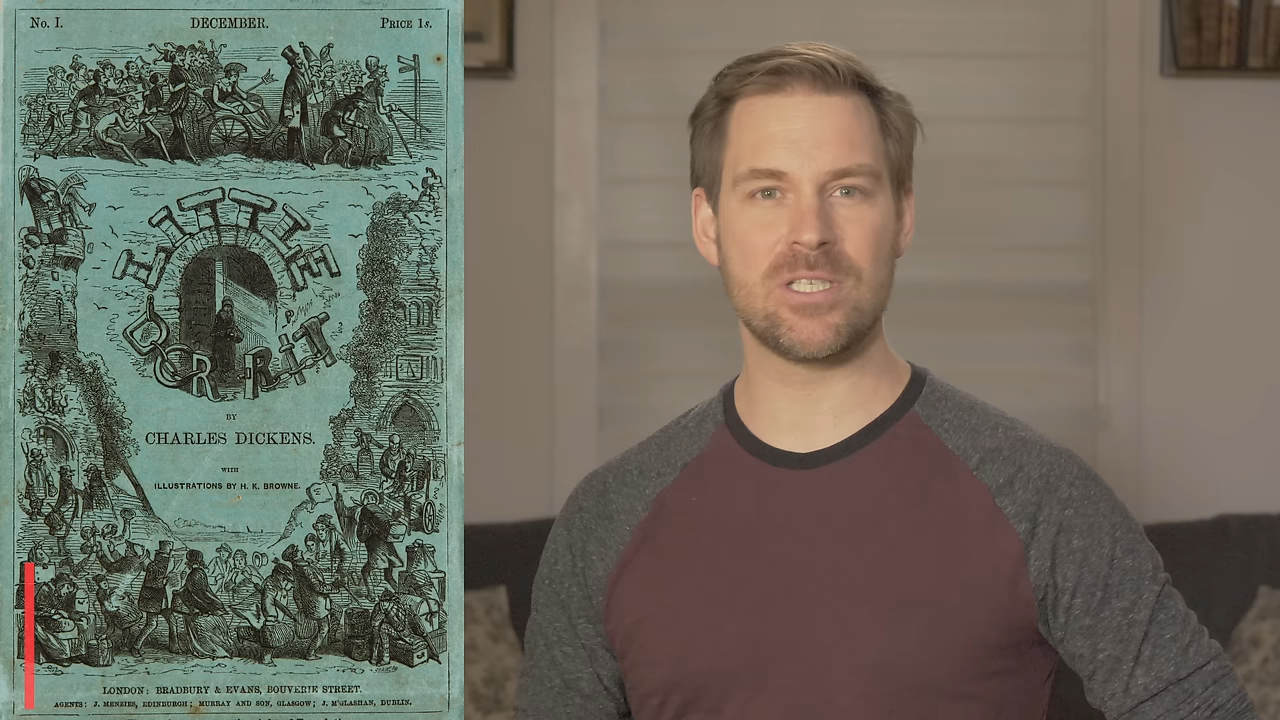 No. I. DECEMBER. PRICE 1s.
LITTLE
DORRIT
BY
CHARLES DICKENS.
WITH
ILLUSTRATIONS BY H. K. BROWNE.
LONDON: BRADBURY & EVANS, BOUVERIE STREET.
AGENTS: J. MENZIES, EDINBURGH; MURRAY AND SON, GLASGOW; J. M'GLASHAN, DUBLIN.